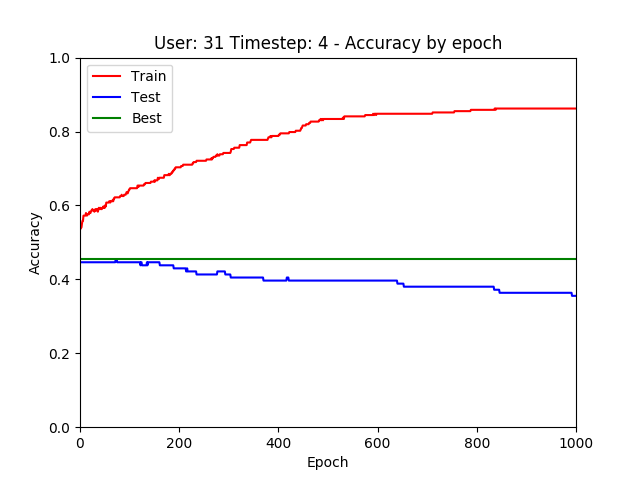 User: 31 Timestep: 4 - Accuracy by epoch
1.0
0.8
0.6
0.4
0.2
0.0
Accuracy
Train
Test
Best
0 200 400 600 800 1000
Epoch